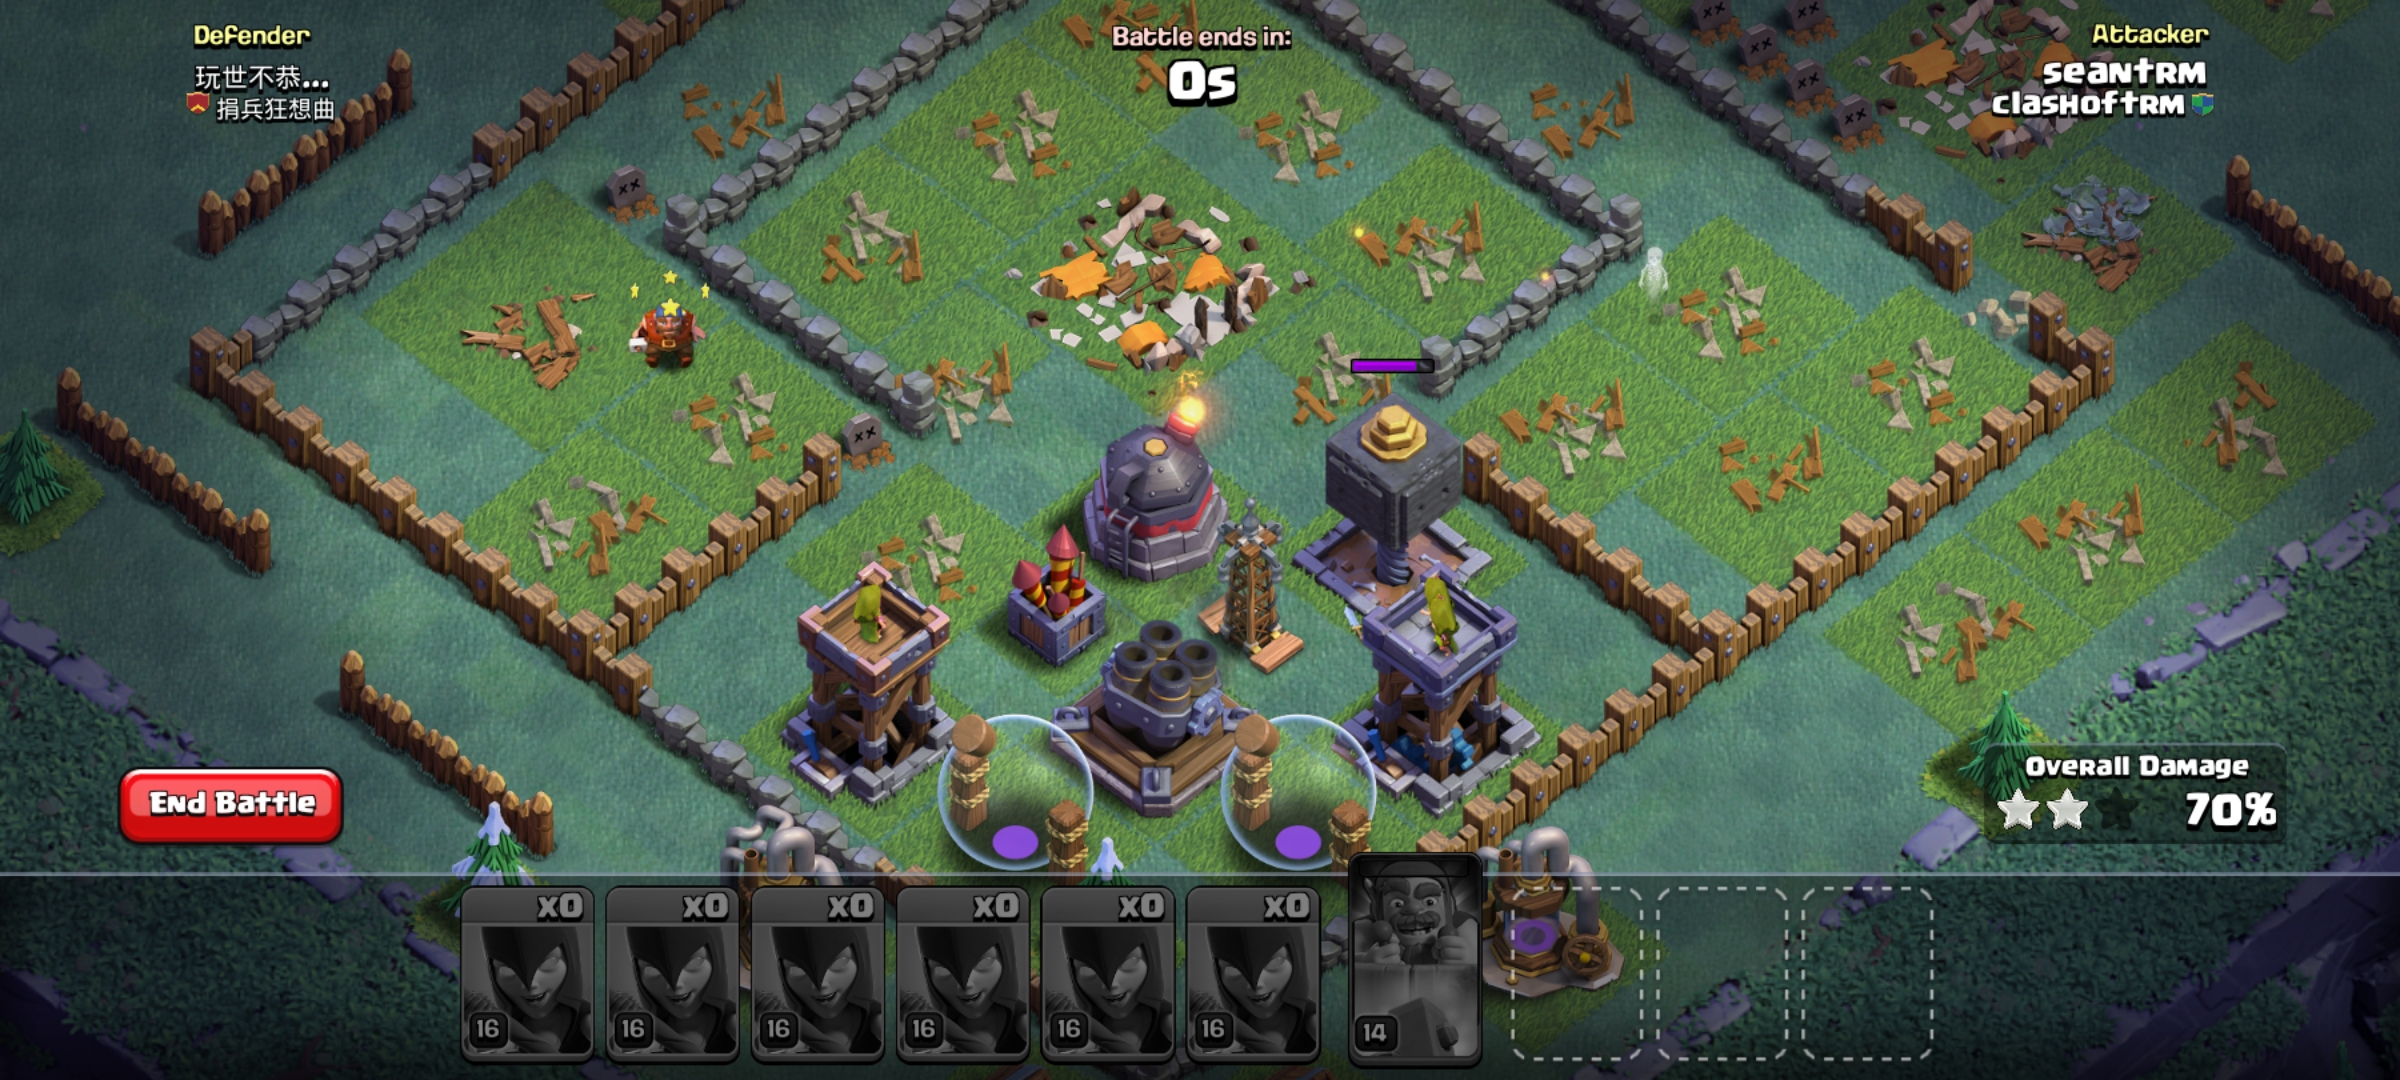 Defender
玩世不恭...
捐兵狂想曲
Battle ends in:
0s
Attacker
seantRM
clashoftRM
End Battle
Overall Damage
70%
x0 x0 x0 x0 x0 x0
16 16 16 16 16 16 14